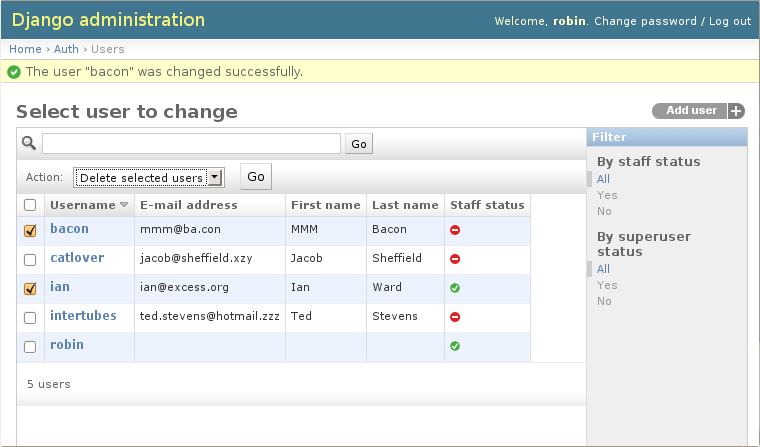 Django administration
Welcome, robin. Change password / Log out
Home › Auth › Users
The user "bacon" was changed successfully.
Select user to change
Add user
Go
Filter
Action: Delete selected users Go
By staff status
All
Yes
No
By superuser
status
All
Yes
No
Username E-mail address First name Last name Staff status
bacon mmm@ba.con MMM Bacon
catlover jacob@sheffield.xzy Jacob Sheffield
ian ian@excess.org Ian Ward
intertubes ted.stevens@hotmail.zzz Ted Stevens
robin
5 users